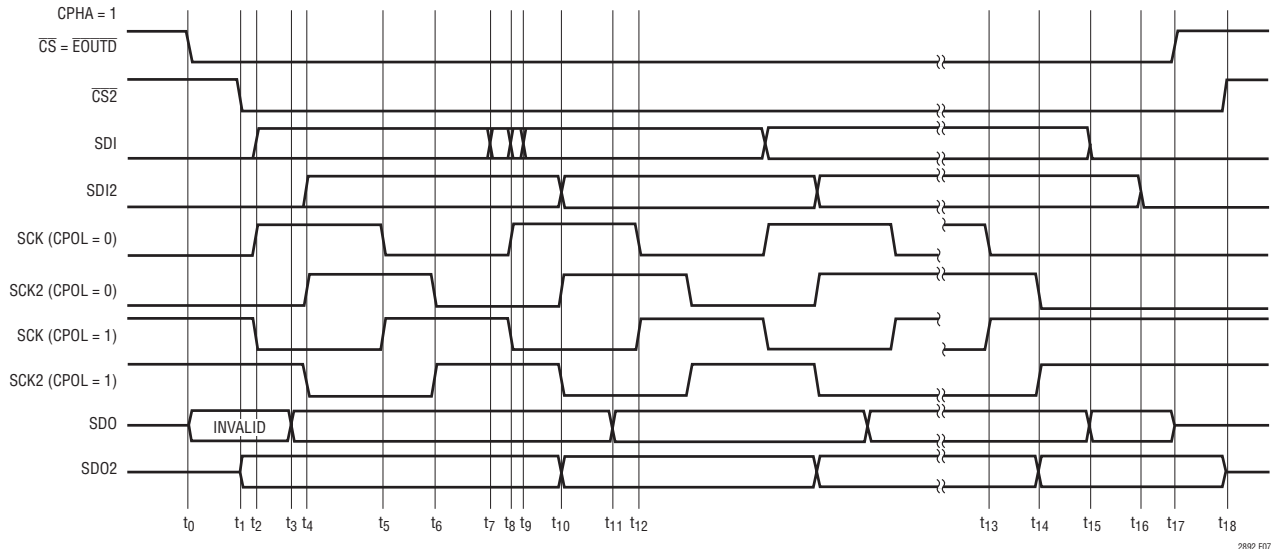 CPHA = 1
CS = EOUTD
CS2
SDI
SDI2
SCK (CPOL = 0)
SCK2 (CPOL = 0)
SCK (CPOL = 1)
SCK2 (CPOL = 1)
SDO
INVALID
SDO2
t0 t1 t2 t3 t4 t5 t6 t7 t8 t9 t10 t11 t12 t13 t14 t15 t16 t17 t18
2892 F07